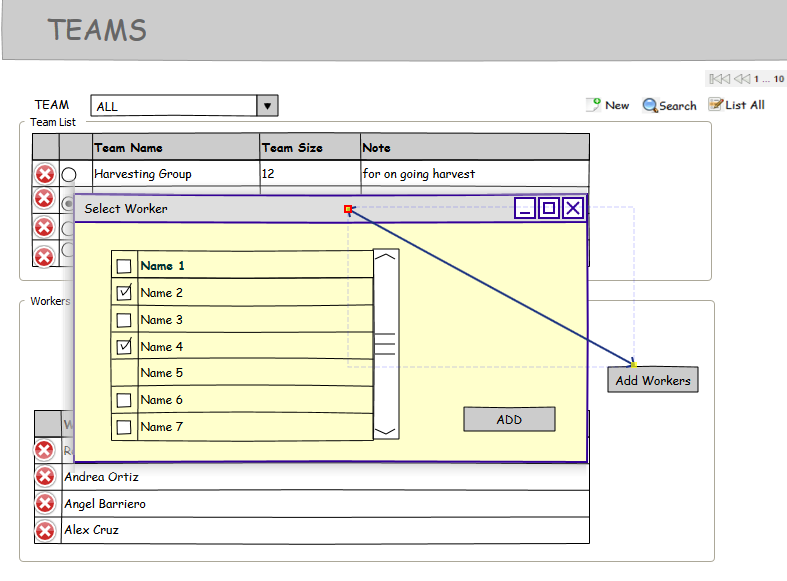 TEAMS
1 ... 10
TEAM ALL New Search List All
Team List
Team Name Team Size Note
Harvesting Group 12 for on going harvest
Select Worker
Name 1
Name 2
Name 3
Name 4
Name 5
Name 6
Name 7
ADD
Workers
Add Workers
Andrea Ortiz
Angel Barriero
Alex Cruz